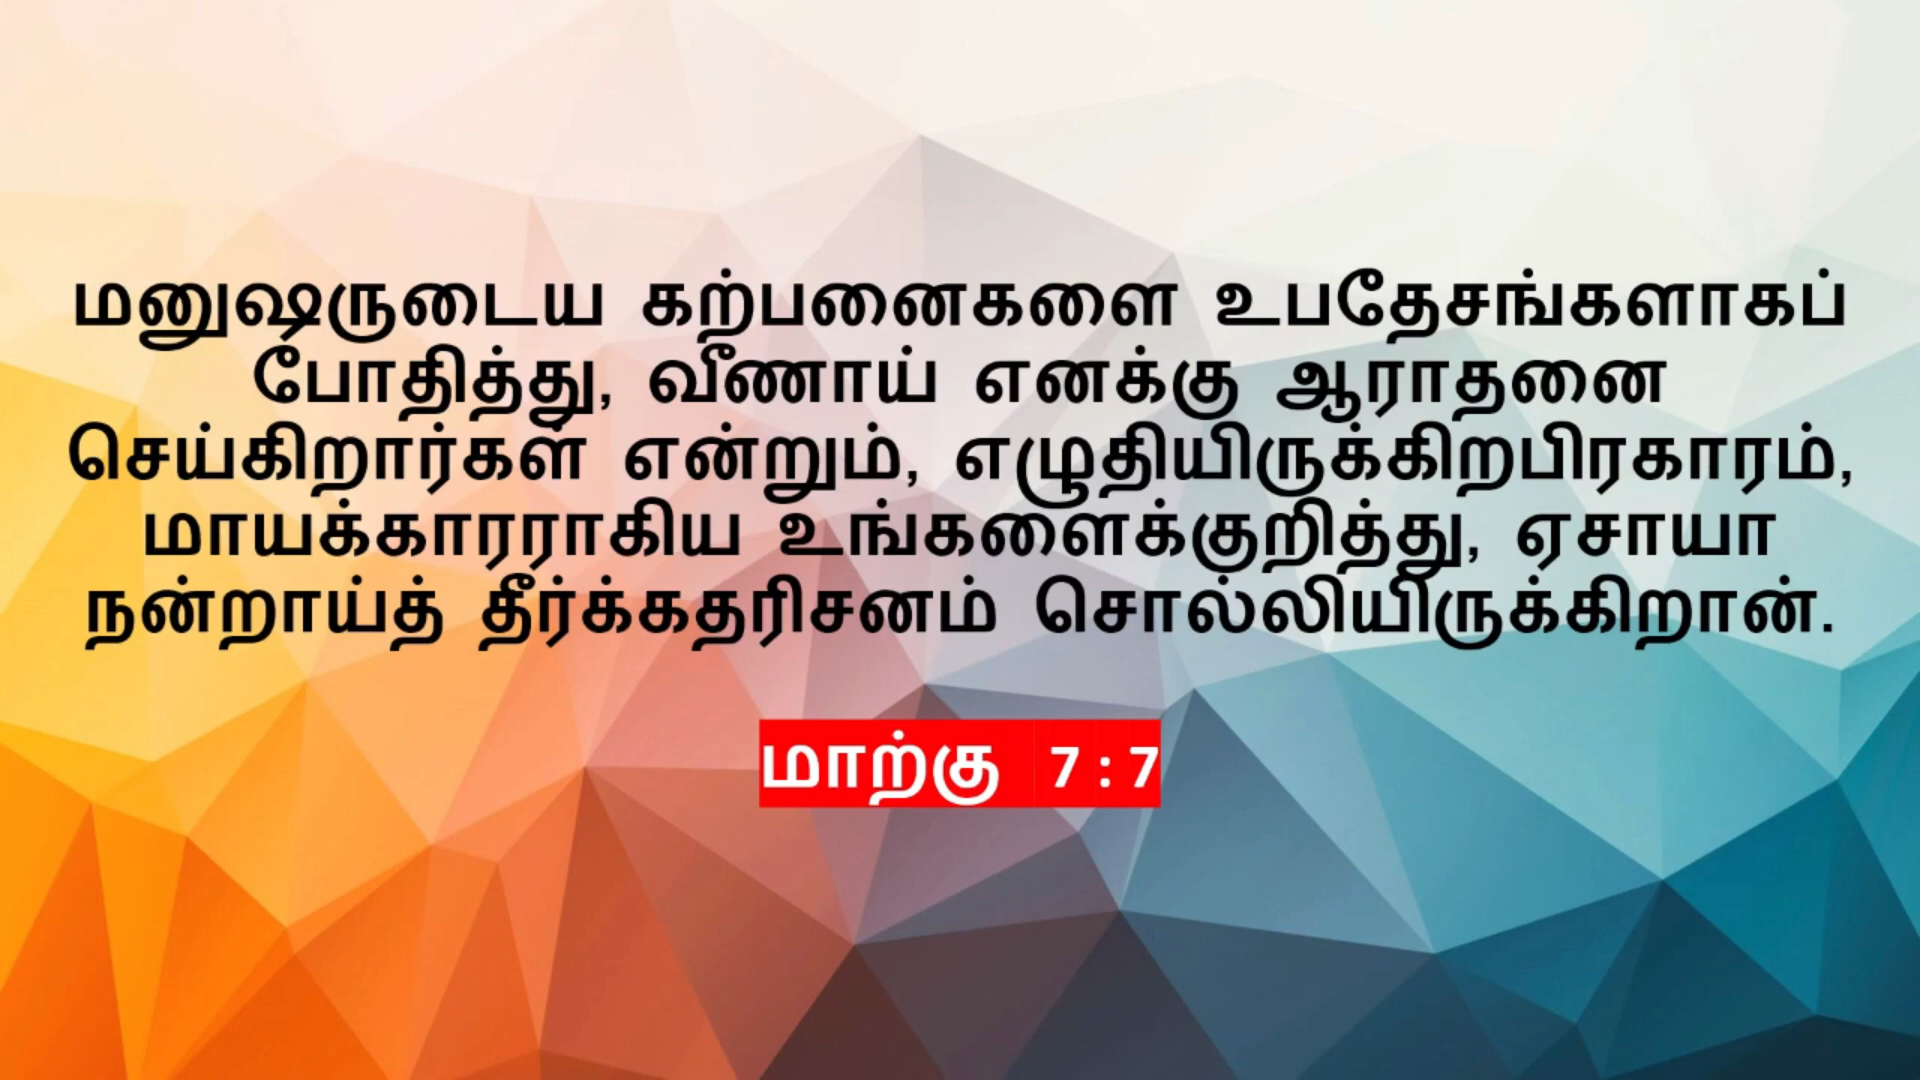 மனுஷருடைய கற்பனைகளை உபதேசங்களாகப்
போதித்து, வீணாய் எனக்கு ஆராதனை
செய்கிறார்கள் என்றும், எழுதியிருக்கிறபிரகாரம்,
மாயக்காரராகிய உங்களைக்குறித்து, ஏசாயா
நன்றாய்த் தீர்க்கதரிசனம் சொல்லியிருக்கிறான்.
மாற்கு 7 : 7